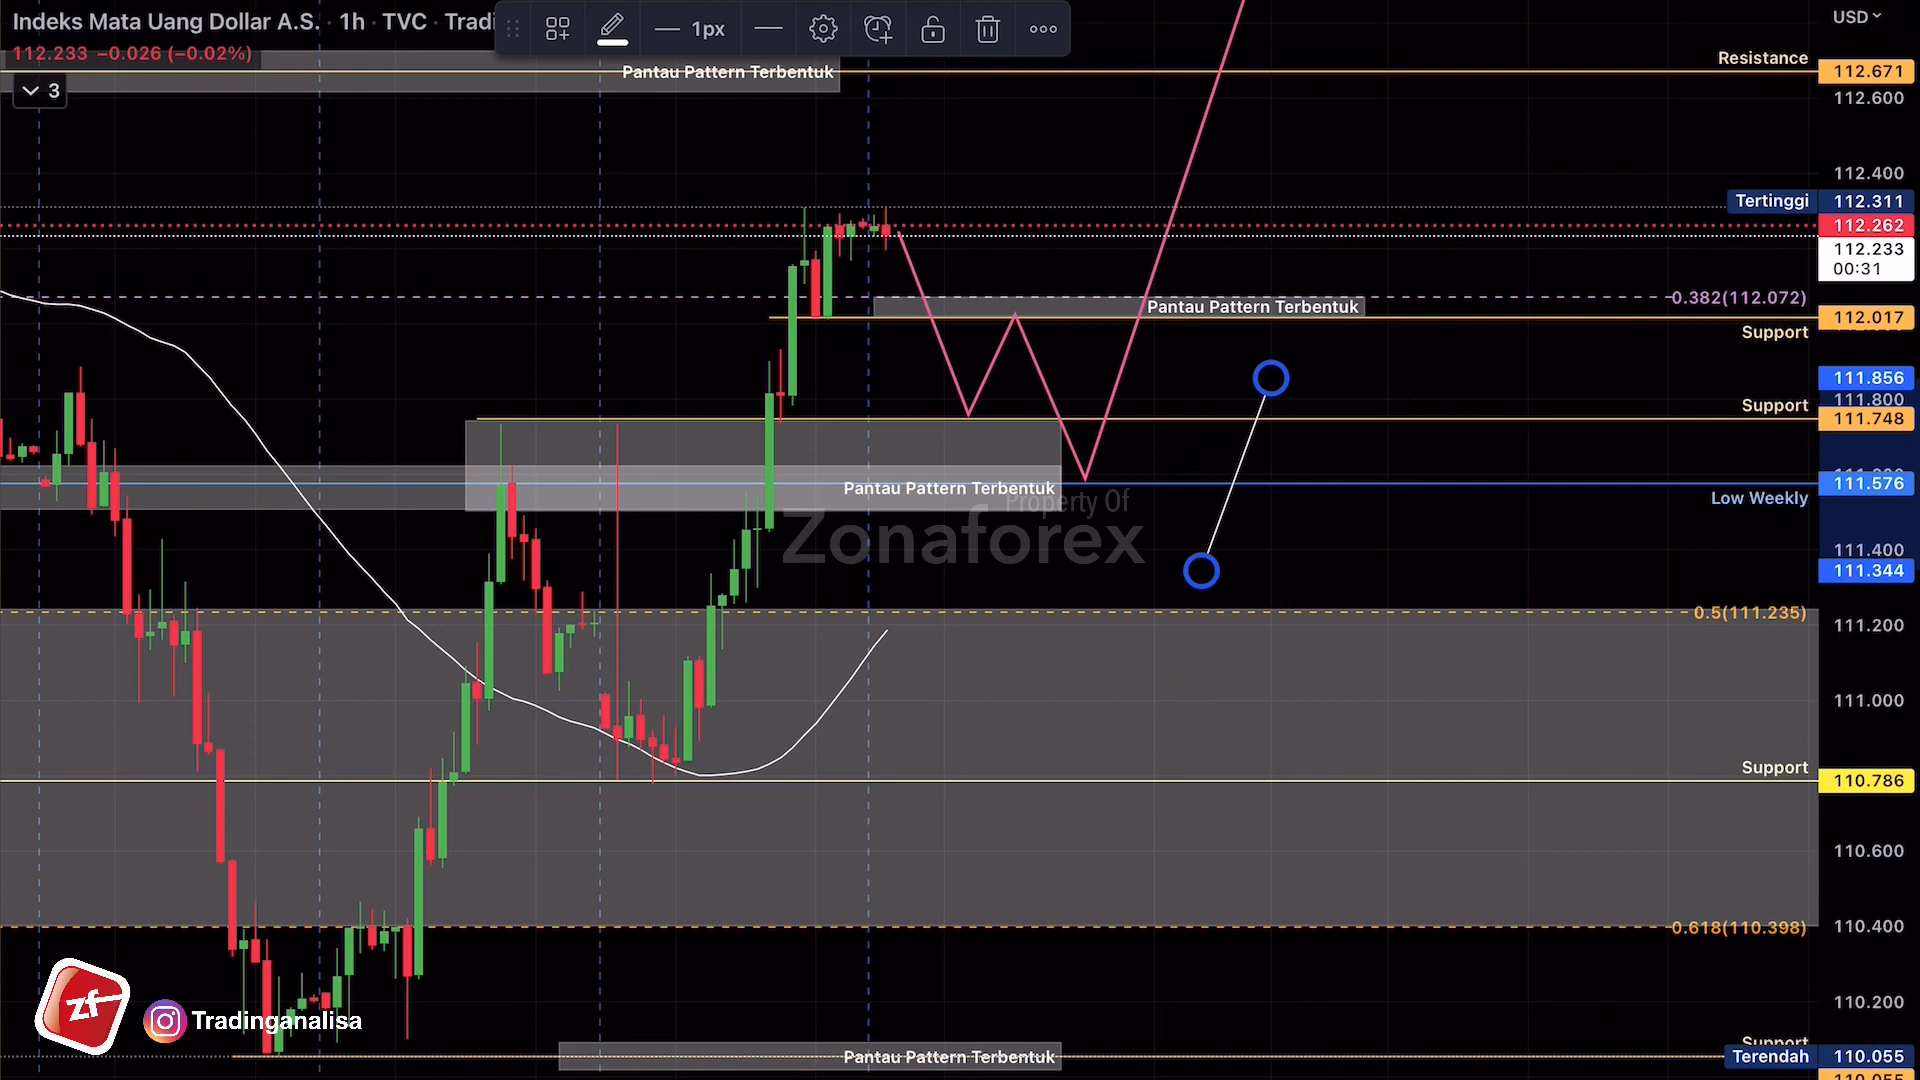 Indeks Mata Uang Dollar A.S. · 1h · TVC · Tradi
1px
USD
112.233 −0.026 (−0.02%)
3
Pantau Pattern Terbentuk
Resistance
112.671
112.600
112.400
Tertinggi 112.311
112.262
112.233
00:31
0.382(112.072)
Pantau Pattern Terbentuk
112.017
Support
111.856
111.800
Support
111.748
Pantau Pattern Terbentuk
111.576
Low Weekly
Property Of
Zonaforex
111.400
111.344
0.5(111.235)
111.200
111.000
Support
110.786
110.600
110.400
0.618(110.398)
110.200
zf
Tradinganalisa
Support
Pantau Pattern Terbentuk
Terendah 110.055
110.055